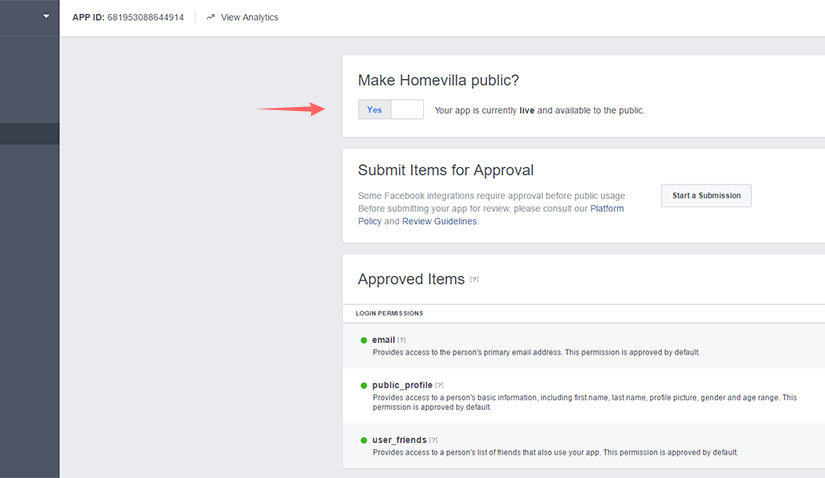 APP ID: 681953088644914 View Analytics
Make Homevilla public?
Yes Your app is currently live and available to the public.
Submit Items for Approval
Some Facebook integrations require approval before public usage.
Before submitting your app for review, please consult our Platform
Policy and Review Guidelines.
Start a Submission
Approved Items [?]
LOGIN PERMISSIONS
email [?]
Provides access to the person's primary email address. This permission is approved by default.
public_profile [?]
Provides access to a person's basic information, including first name, last name, profile picture, gender and age range. This
permission is approved by default.
user_friends [?]
Provides access to a person's list of friends that also use your app. This permission is approved by default.